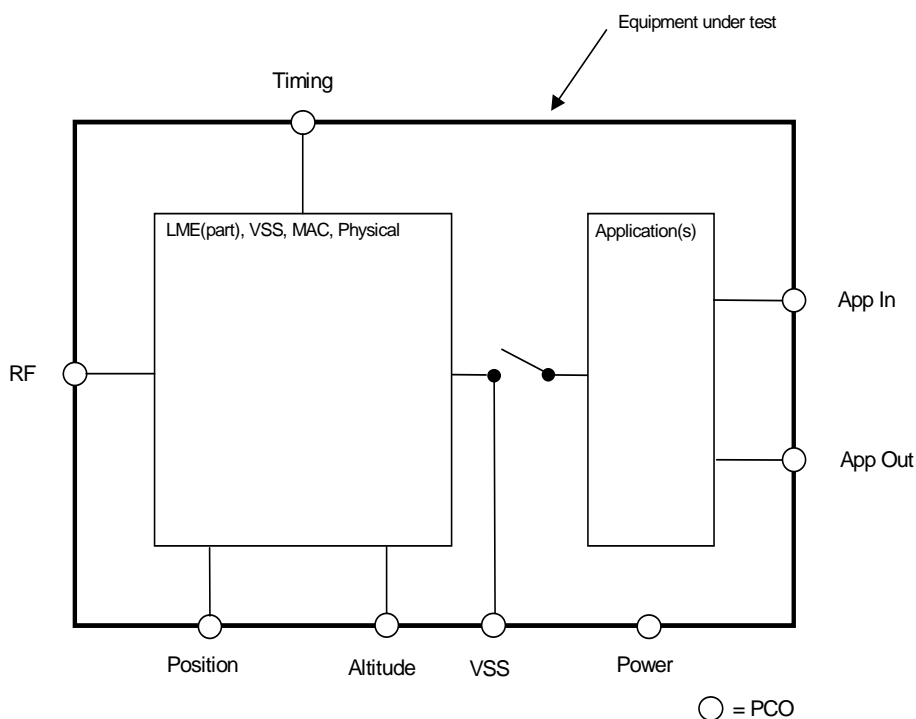 Equipment under test
Timing
LME(part), VSS, MAC, Physical
Application(s)
App In
RF
App Out
Position
Altitude
VSS
Power
= PCO